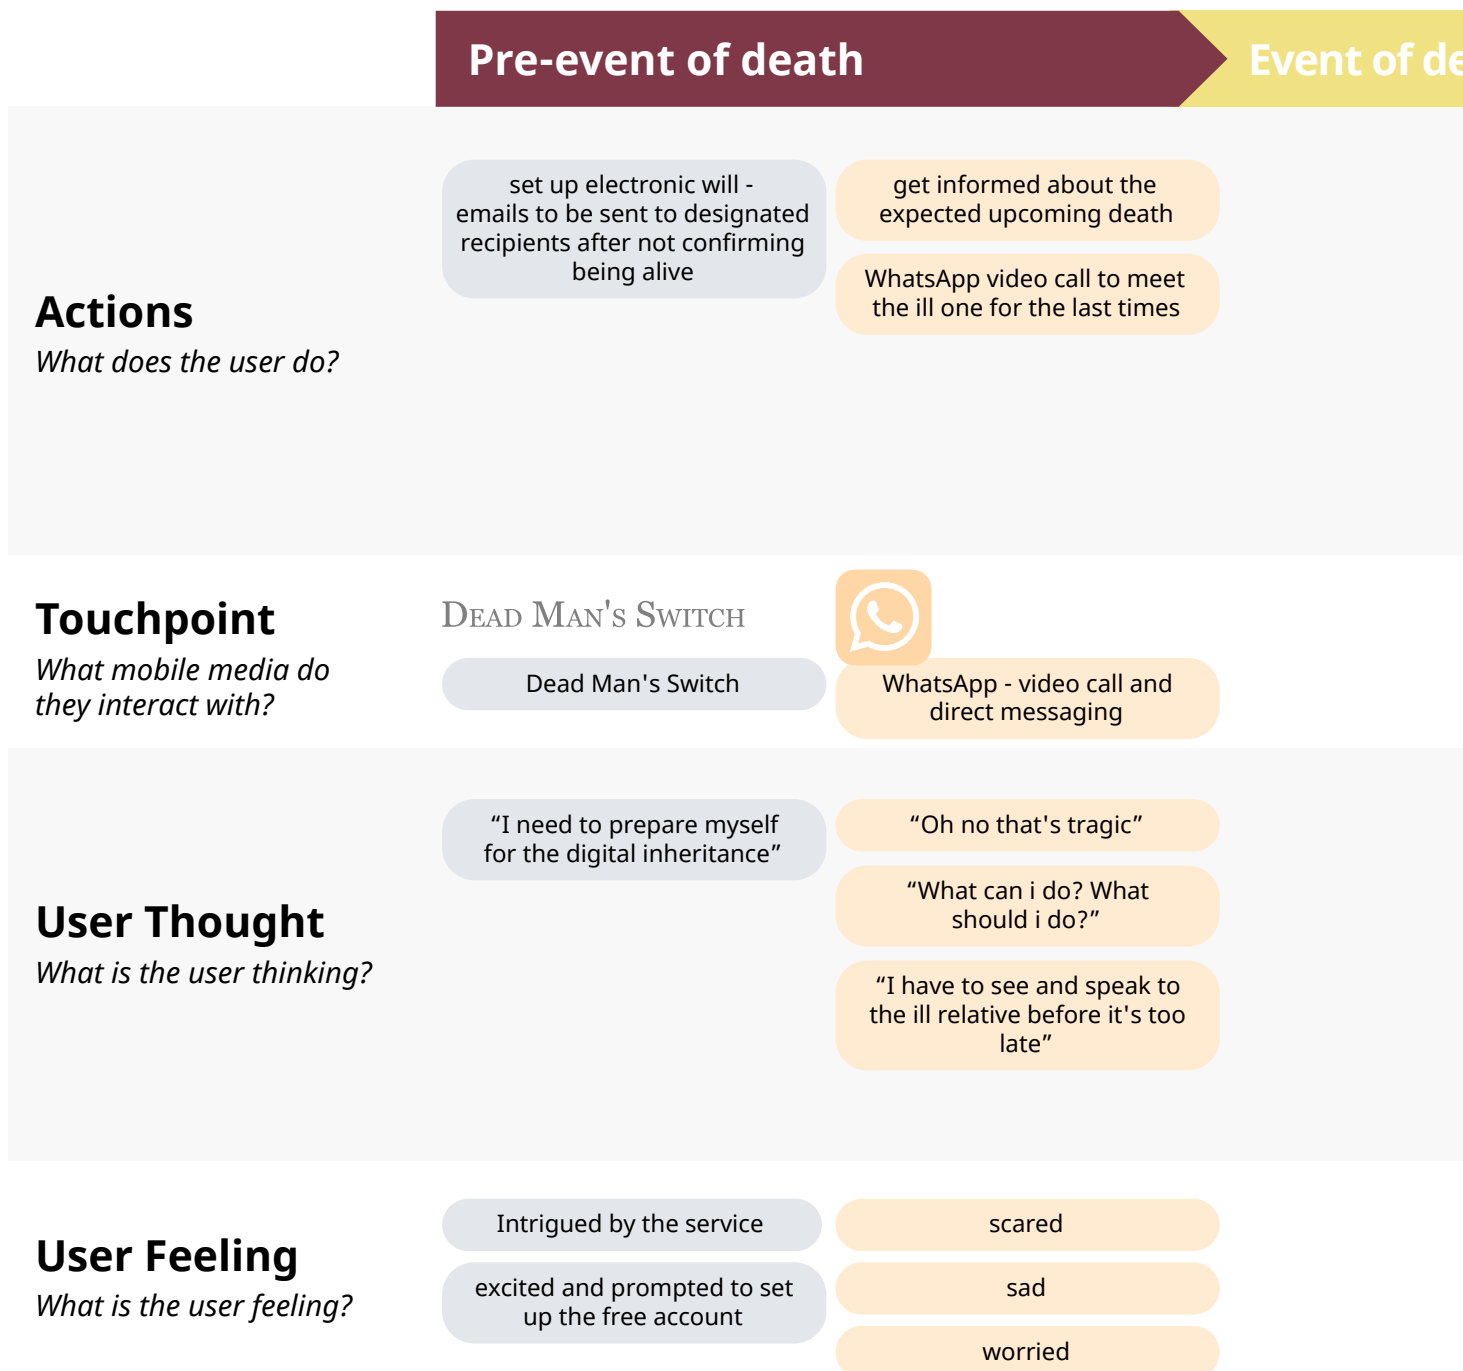 Pre-event of death
Event of de
Actions
What does the user do?
set up electronic will -
emails to be sent to designated
recipients after not confirming
being alive
get informed about the
expected upcoming death
WhatsApp video call to meet
the ill one for the last times
Touchpoint
What mobile media do
they interact with?
Dead Man's Switch
Dead Man's Switch
WhatsApp - video call and
direct messaging
User Thought
What is the user thinking?
“I need to prepare myself
for the digital inheritance”
“Oh no that's tragic”
“What can i do? What
should i do?”
“I have to see and speak to
the ill relative before it's too
late”
User Feeling
What is the user feeling?
Intrigued by the service
excited and prompted to set
up the free account
scared
sad
worried